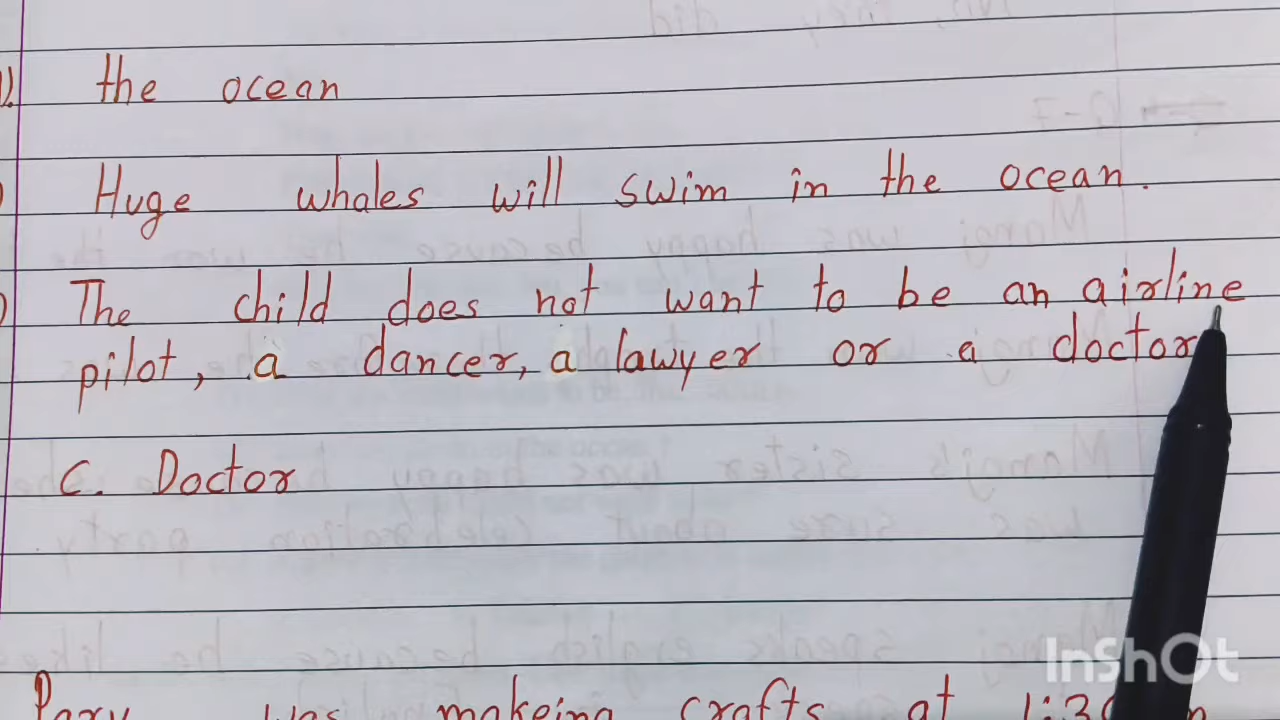 the ocean
Huge whales will swim in the ocean.
The child does not want to be an airline
pilot, a dancer, a lawyer or a doctor
C. Doctor
was makeing crafts at
InShOt